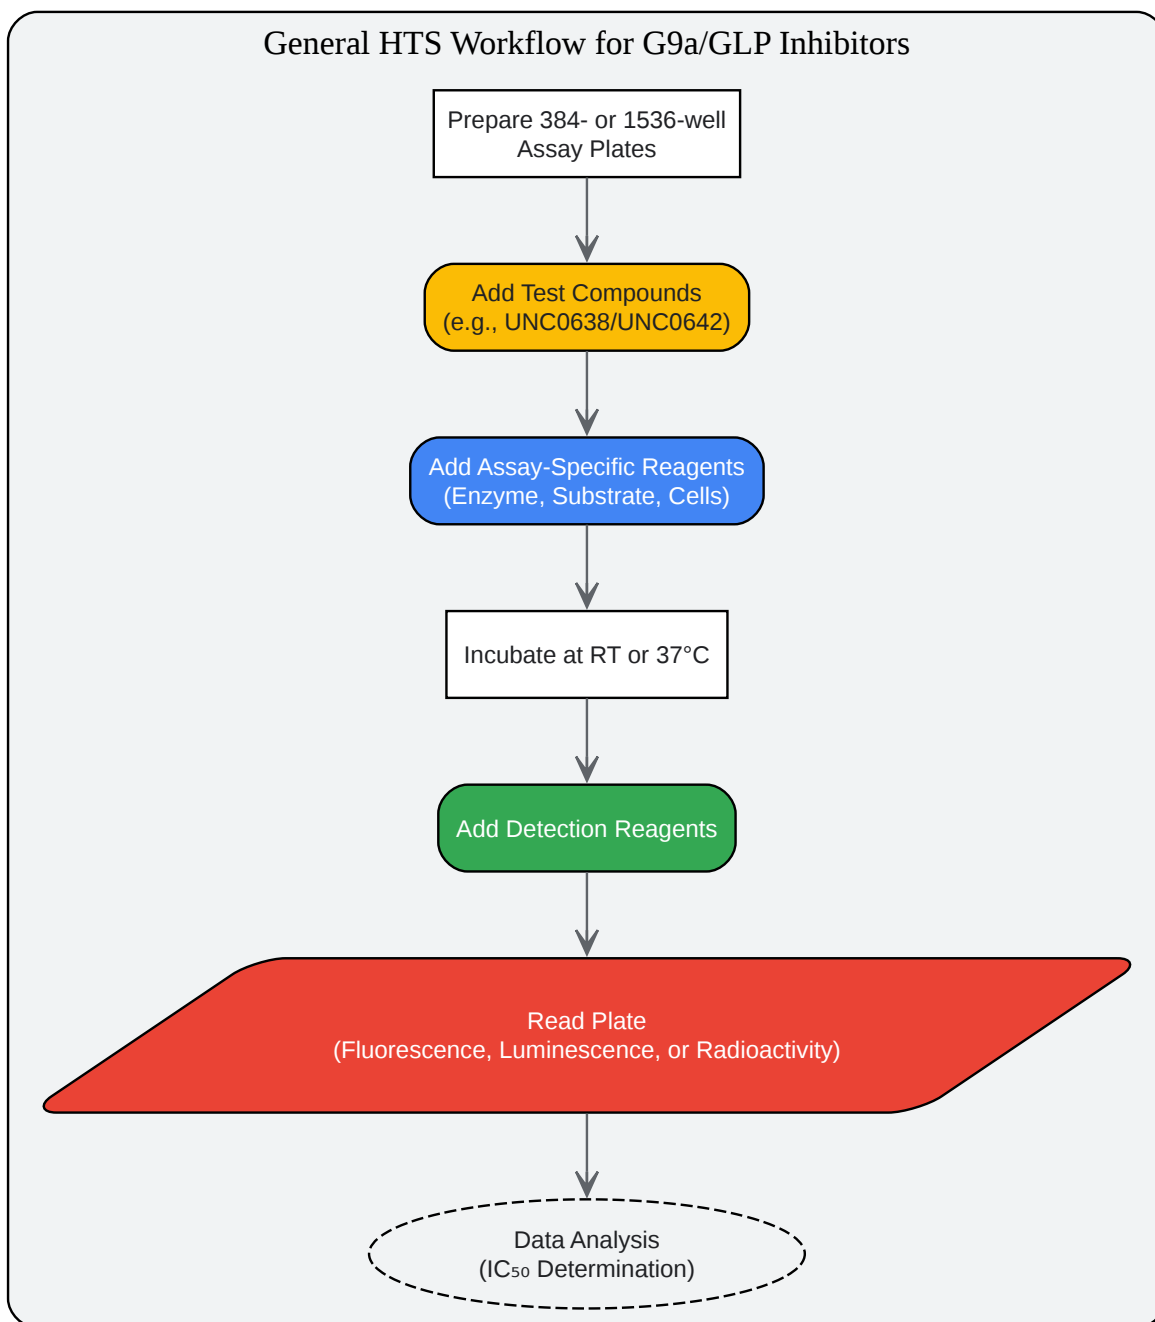 General HTS Workflow for G9a/GLP Inhibitors
Prepare 384- or 1536-well
Assay Plates
Add Test Compounds
(e.g., UNC0638/UNC0642)
Add Assay-Specific Reagents
(Enzyme, Substrate, Cells)
Incubate at RT or 37°C
Add Detection Reagents
Read Plate
(Fluorescence, Luminescence, or Radioactivity)
Data Analysis
(IC₅₀ Determination)